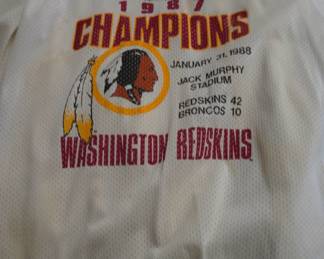 1987
CHAMPIONS
JANUARY 31, 1988
JACK MURPHY
STADIUM
REDSKINS 42
BRONCOS 10
WASHINGTON REDSKINS